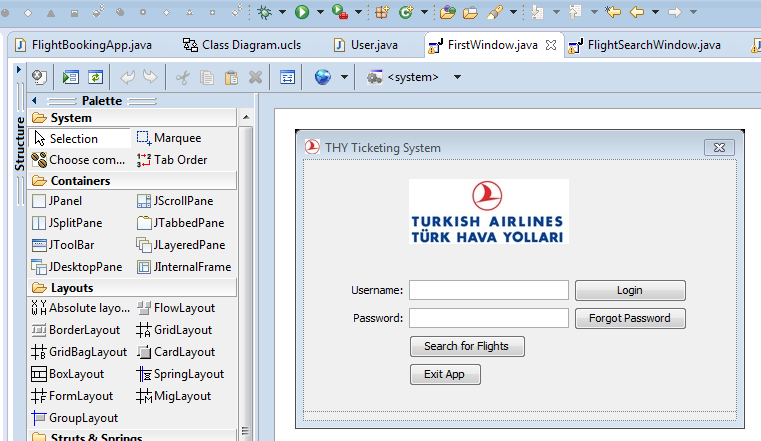 FlightBookingApp.java Class Diagram.ucls User.java FirstWindow.java FlightSearchWindow.java
<system>
Structure
Palette
System
Selection Marquee
Choose com... Tab Order
Containers
JPanel JScrollPane
JSplitPane JTabbedPane
JToolBar JLayeredPane
JDesktopPane JInternalFrame
Layouts
Absolute layo... FlowLayout
BorderLayout GridLayout
GridBagLayout CardLayout
BoxLayout SpringLayout
FormLayout MigLayout
GroupLayout
Struts & Springs
THY Ticketing System
TURKISH AIRLINES
TÜRK HAVA YOLLARI
Username: Login
Password: Forgot Password
Search for Flights
Exit App